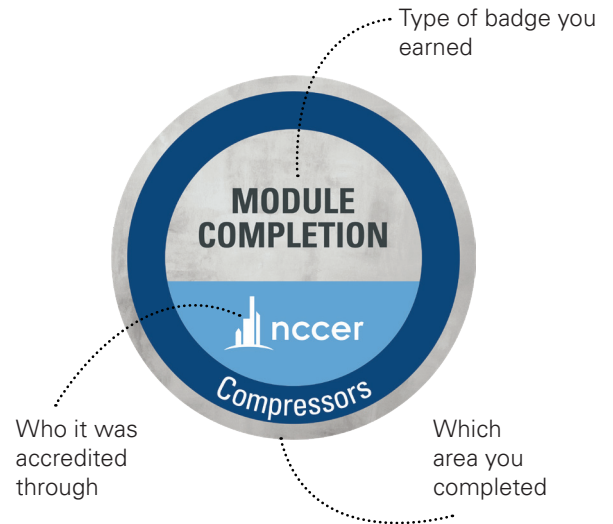 Type of badge you
earned
MODULE
COMPLETION
nccer
Compressors
Who it was
accredited
through
Which
area you
completed